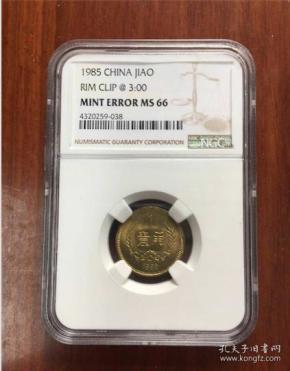 1985 CHINA JIAO
RIM CLIP @ 3:00
MINT ERROR MS 66
4320259-038
NUMISMATIC GUARANTY CORPORATION
NGC
壹角
1985
孔夫子旧书网
kongfz.com